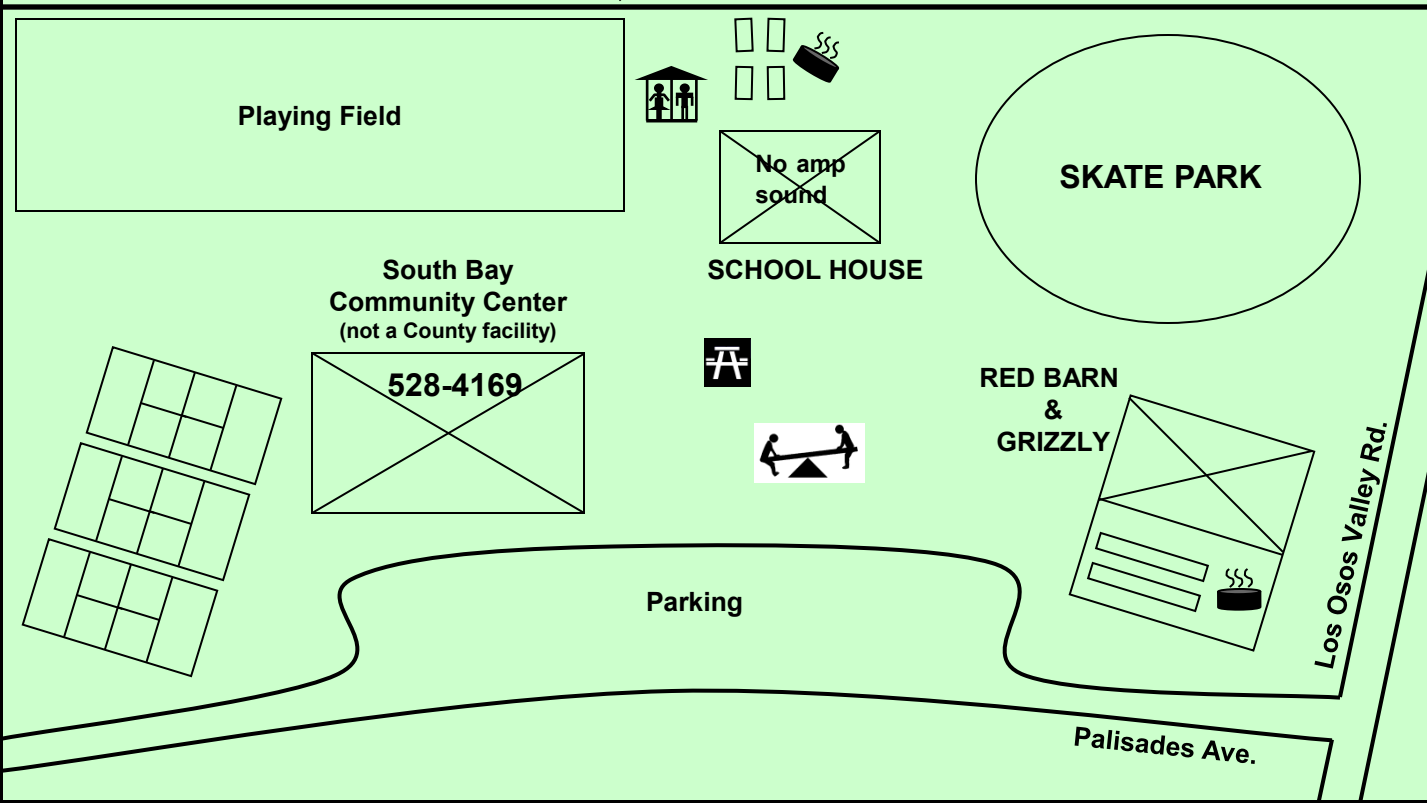 Playing Field
No amp
sound
SKATE PARK
SCHOOL HOUSE
South Bay
Community Center
(not a County facility)
528-4169
RED BARN
&
GRIZZLY
Los Osos Valley Rd.
Parking
Palisades Ave.